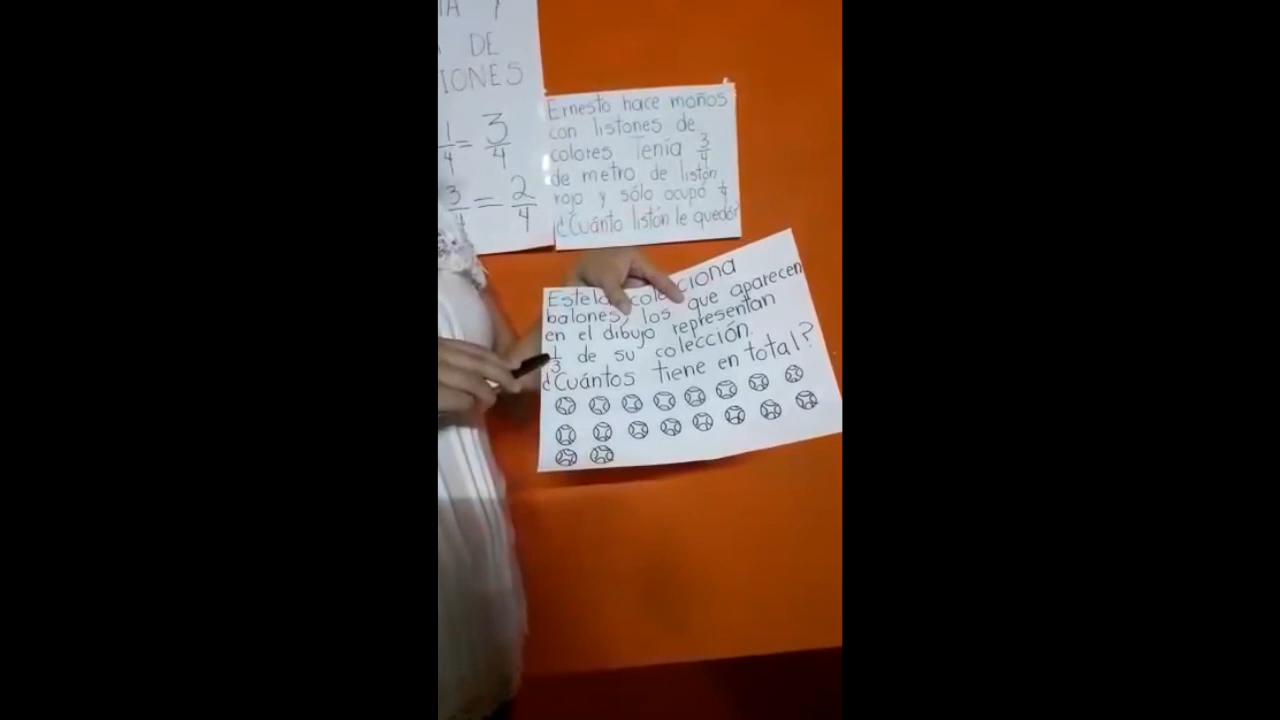 DE
IONES
1/4 = 3/4
3/4 = 2/4
Ernesto hace moños
con listones de
colores Tenía 3/4
de metro de listón
rojo y sólo ocupó
¿Cuánto listón le quedó?
Estela colecciona
balones, los que aparecen
en el dibujo representan
1/3 de su colección.
¿Cuántos tiene en total?